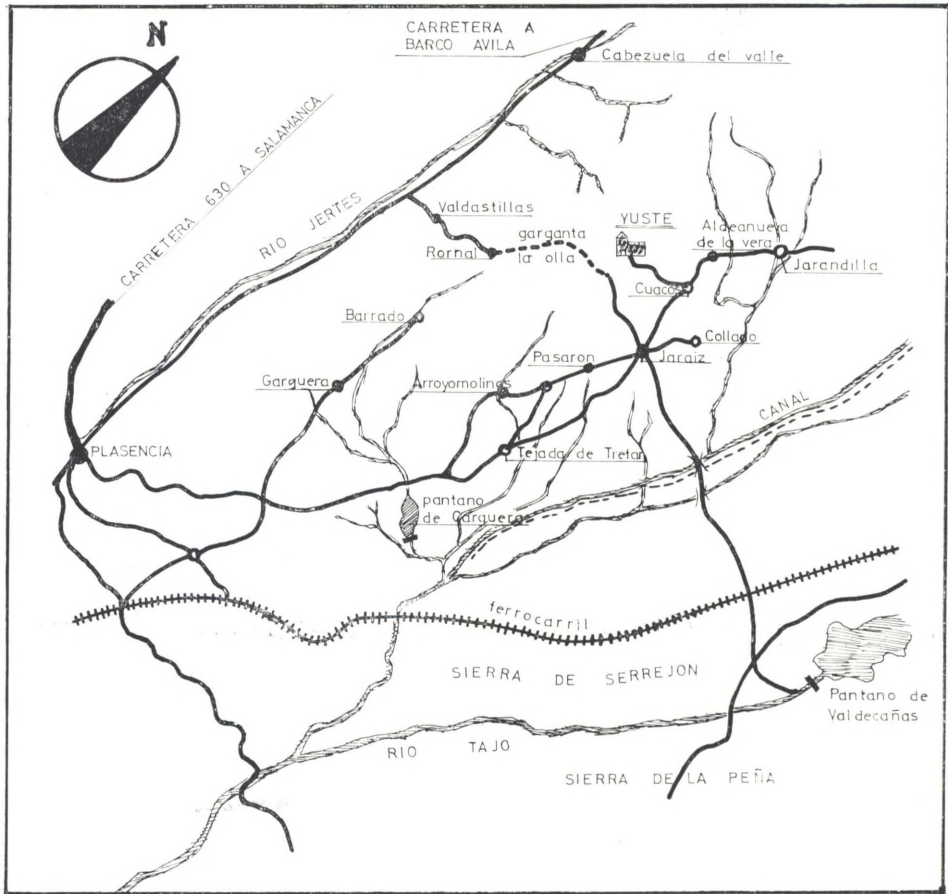 CARRETERA A
BARCO AVILA
N
Cabezuela del valle
CARRETERA 630 A SALAMANCA
RIO JERTES
Valdastillas
garganta
la olla
YUSTE
Aldeanueva
de la vera
Rornal
Jarandilla
Cuacos
Barrado
Collado
Pasaron
Jaraiz
Garguera
Arroyomolinos
CANAL
PLASENCIA
Tejada de Tretar
pantano
de Gargueras
ferrocarril
SIERRA DE SERREJON
Pantano de
Valdecañas
RIO TAJO
SIERRA DE LA PEÑA